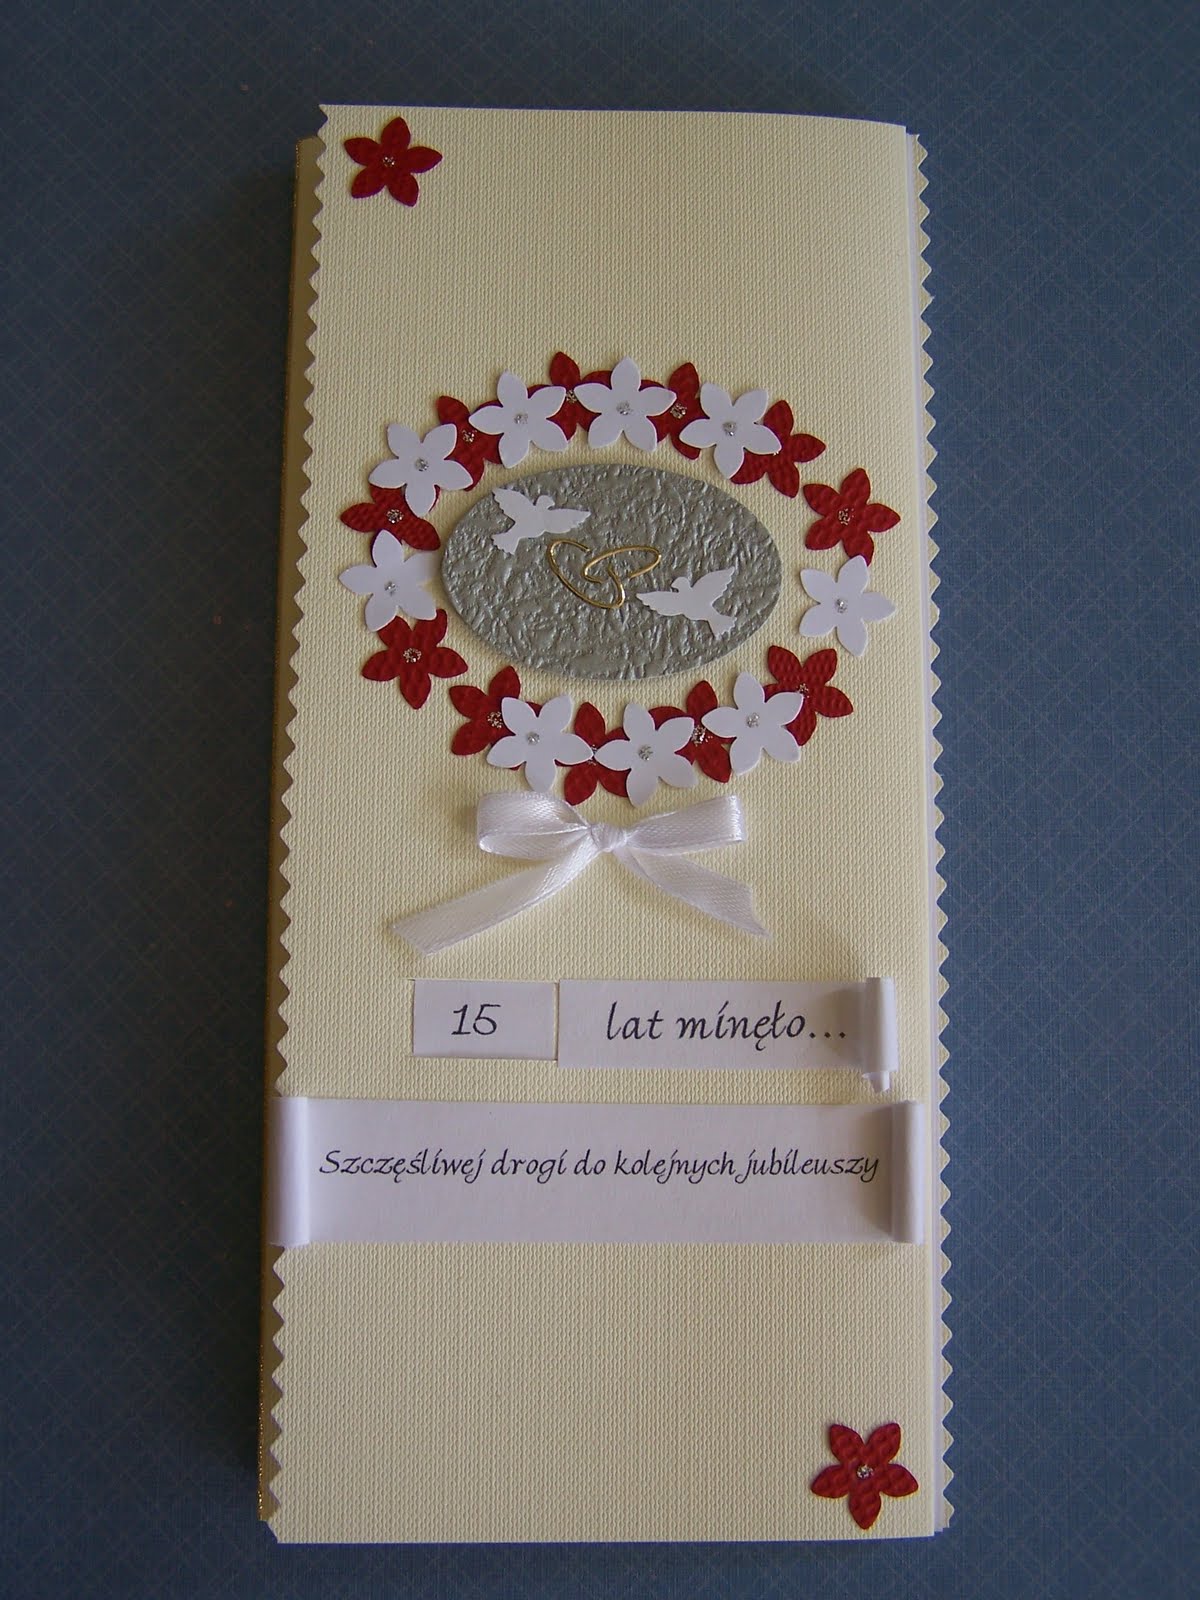 15 lat minęło...
Szczęśliwej drogi do kolejnych jubileuszy